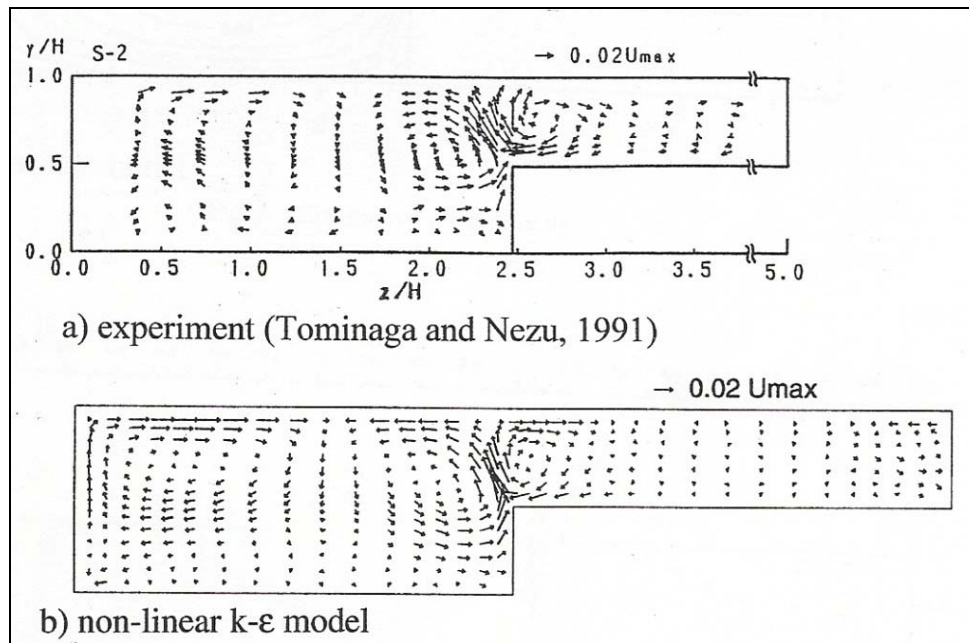 y/H S-2 → 0.02Umax
1.0
0.5
0.0
0.0 0.5 1.0 1.5 2.0 2.5 3.0 3.5 5.0
z/H
a) experiment (Tominaga and Nezu, 1991)
→ 0.02 Umax
b) non-linear k-ε model